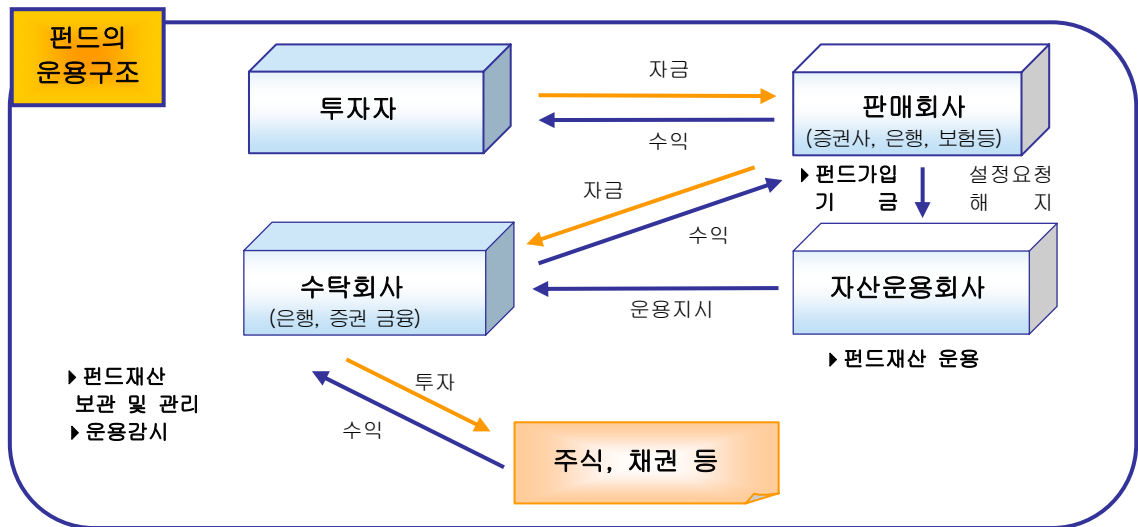 펀드의
운용구조
투자자
자금
수익
판매회사
(증권사, 은행, 보험등)
펀드가입
기 금
설정요청
해 지
자금
수익
수탁회사
(은행, 증권 금융)
운용지시
자산운용회사
펀드재산 운용
펀드재산
보관 및 관리
운용감시
투자
수익
주식, 채권 등